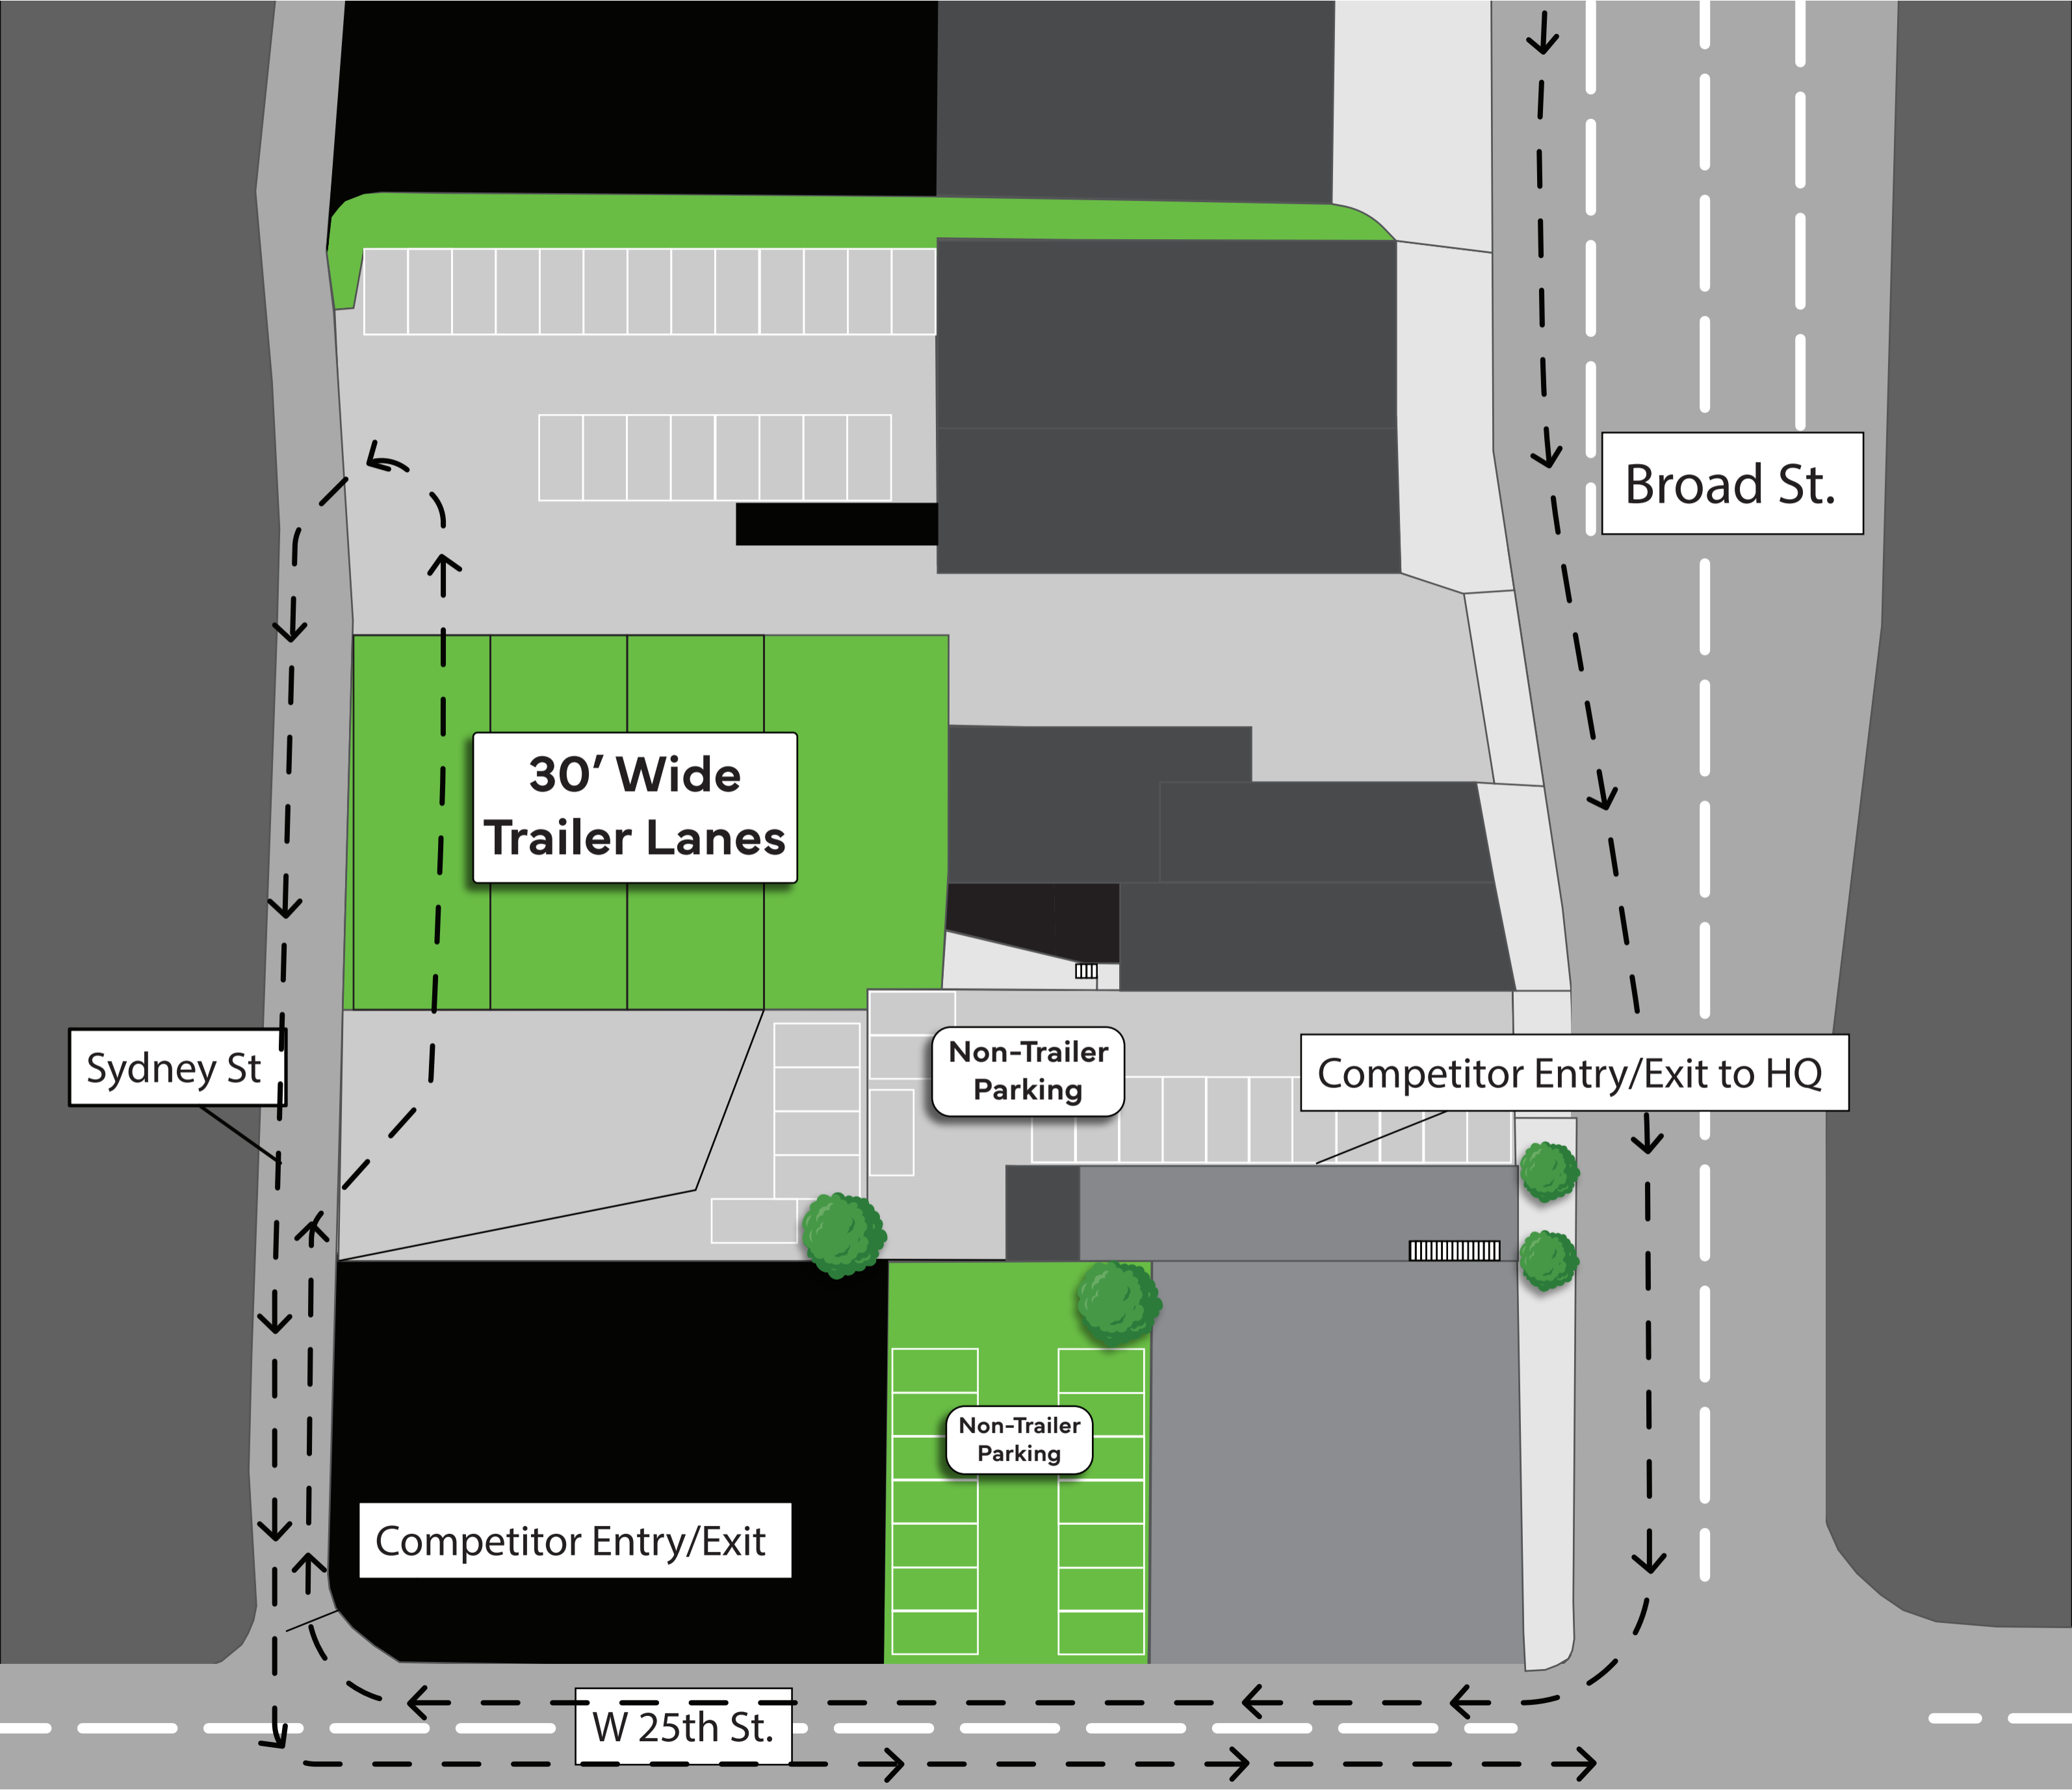 Broad St.
30′ Wide
Trailer Lanes
Sydney St
Non-Trailer
Parking
Competitor Entry/Exit to HQ
Non-Trailer
Parking
Competitor Entry/Exit
W 25th St.